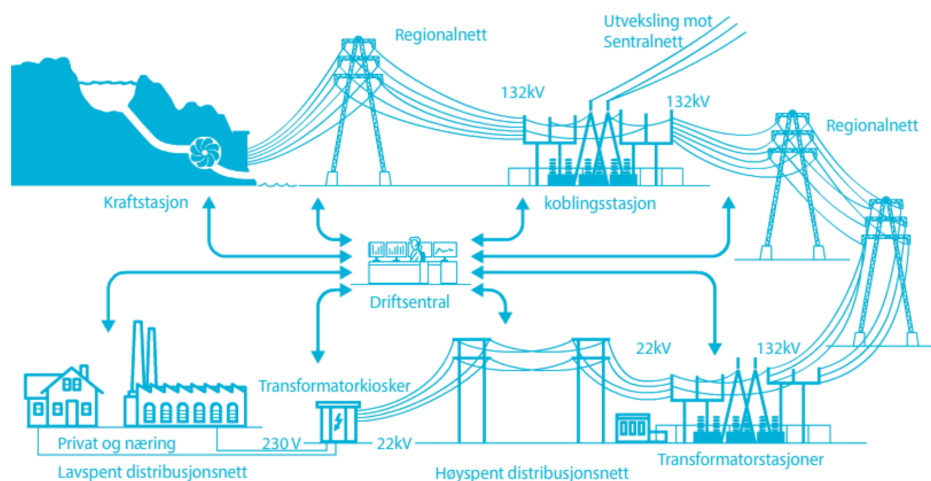 Utveksling mot
Sentralnett
Regionalnett
132kV
132kV
Regionalnett
Kraftstasjon
koblingsstasjon
Driftsentral
22kV
132kV
Transformatorkiosker
Privat og næring
230 V
22kV
Lavspent distribusjonsnett
Høyspent distribusjonsnett
Transformatorstasjoner